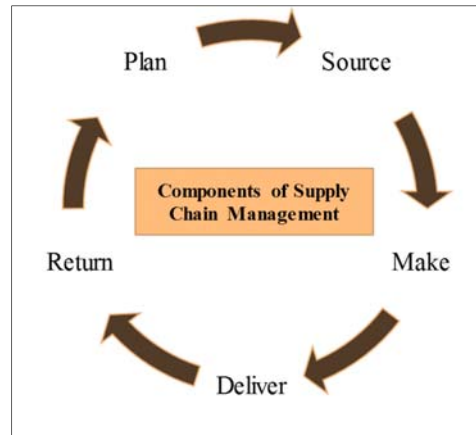 Plan
Source
Components of Supply
Chain Management
Return
Make
Deliver